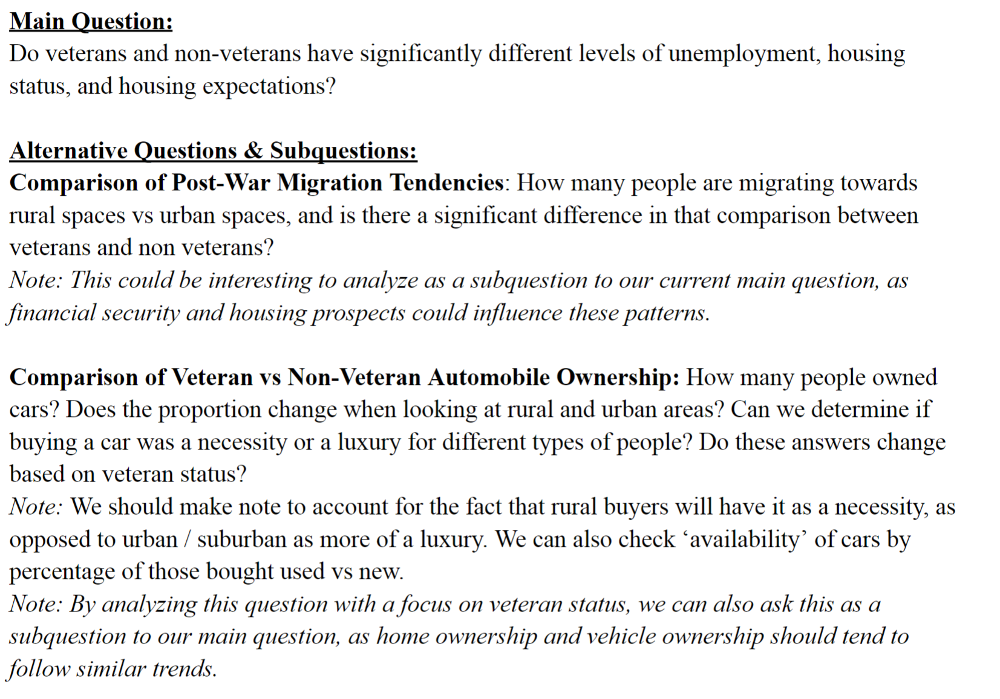 Main Question:
Do veterans and non-veterans have significantly different levels of unemployment, housing
status, and housing expectations?
Alternative Questions & Subquestions:
Comparison of Post-War Migration Tendencies: How many people are migrating towards
rural spaces vs urban spaces, and is there a significant difference in that comparison between
veterans and non veterans?
Note: This could be interesting to analyze as a subquestion to our current main question, as
financial security and housing prospects could influence these patterns.
Comparison of Veteran vs Non-Veteran Automobile Ownership: How many people owned
cars? Does the proportion change when looking at rural and urban areas? Can we determine if
buying a car was a necessity or a luxury for different types of people? Do these answers change
based on veteran status?
Note: We should make note to account for the fact that rural buyers will have it as a necessity, as
opposed to urban / suburban as more of a luxury. We can also check ‘availability’ of cars by
percentage of those bought used vs new.
Note: By analyzing this question with a focus on veteran status, we can also ask this as a
subquestion to our main question, as home ownership and vehicle ownership should tend to
follow similar trends.